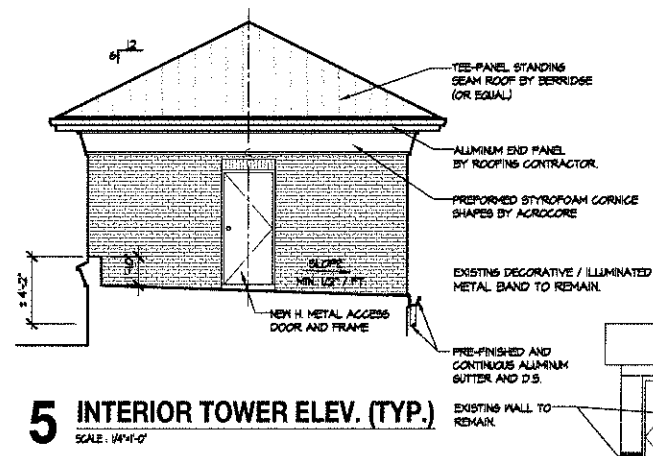 12
6
TEE-PANEL STANDING
SEAM ROOF BY BERRIDGE
(OR EQUAL)
ALUMINUM END PANEL
BY ROOFING CONTRACTOR.
PREFORMED STYROFOAM CORNICE
SHAPES BY ACROCORE
SLOPE
MIN. 1/2" / FT.
EXISTING DECORATIVE / ILLUMINATED
METAL BAND TO REMAIN.
± 4'-2"
NEW H. METAL ACCESS
DOOR AND FRAME
PRE-FINISHED AND
CONTINUOUS ALUMINUM
GUTTER AND D.S.
EXISTING WALL TO
REMAIN.
5 INTERIOR TOWER ELEV. (TYP.)
SCALE : 1/4"=1'-0"